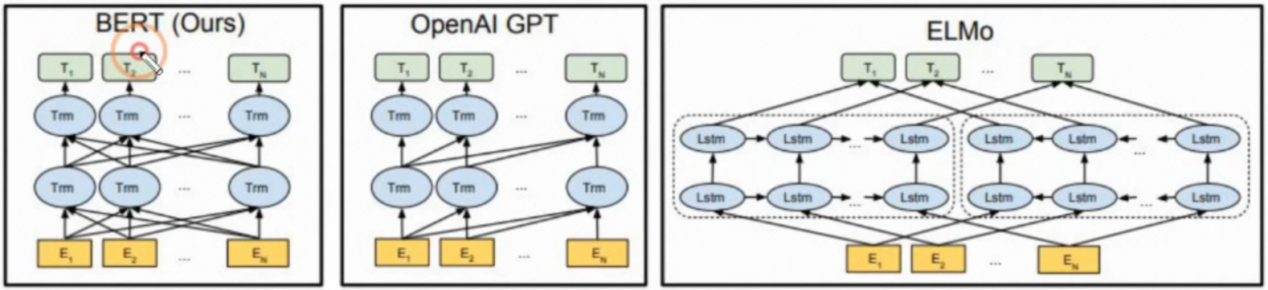 BERT (Ours)
T1 T2 ... TN
Trm Trm ... Trm
Trm Trm ... Trm
E1 E2 ... EN
OpenAI GPT
T1 T2 ... TN
Trm Trm ... Trm
Trm Trm ... Trm
E1 E2 ... EN
ELMo
T1 T2 ... TN
Lstm Lstm ... Lstm Lstm Lstm ... Lstm
Lstm Lstm ... Lstm Lstm Lstm ... Lstm
E1 E2 ... EN